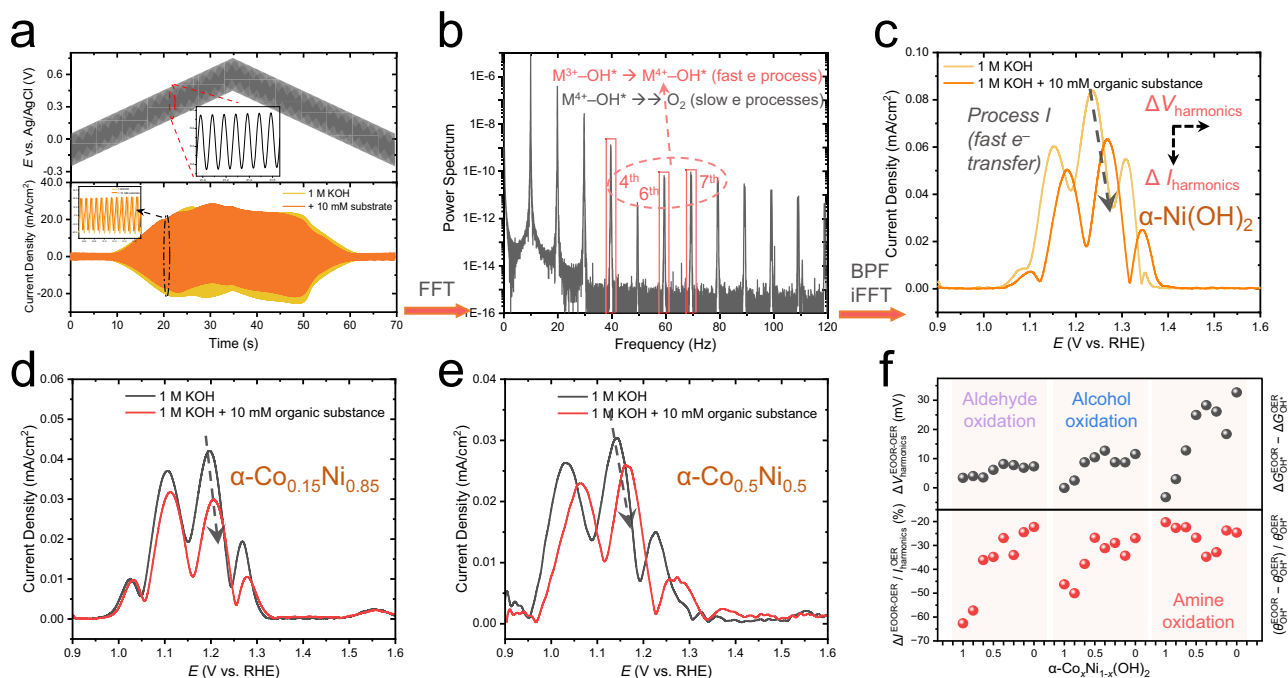 a
E vs. Ag/AgCl (V)
0.6
0.3
0.0
-0.3
Current Density (mA/cm²)
20.0
0.0
-20.0
1 M KOH
+ 10 mM substrate
0 10 20 30 40 50 60 70
Time (s)
FFT
b
Power Spectrum
1E-6
1E-8
1E-10
1E-12
1E-14
1E-16
M³⁺–OH* → M⁴⁺–OH* (fast e process)
M⁴⁺–OH* →→ O₂ (slow e processes)
4th
6th
7th
0 20 40 60 80 100 120
Frequency (Hz)
BPF
iFFT
c
Current Density (mA/cm²)
0.10
0.08
0.06
0.04
0.02
0.00
1 M KOH
1 M KOH + 10 mM organic substance
Process I
(fast e⁻
transfer)
ΔVharmonics
Δ Iharmonics
α-Ni(OH)₂
0.9 1.0 1.1 1.2 1.3 1.4 1.5 1.6
E (V vs. RHE)
d
Current Density (mA/cm²)
0.06
0.05
0.04
0.03
0.02
0.01
0.00
1 M KOH
1 M KOH + 10 mM organic substance
α-Co₀.₁₅Ni₀.₈₅
0.9 1.0 1.1 1.2 1.3 1.4 1.5 1.6
E (V vs. RHE)
e
Current Density (mA/cm²)
0.04
0.03
0.02
0.01
0.00
1 M KOH
1 M KOH + 10 mM organic substance
α-Co₀.₅Ni₀.₅
0.9 1.0 1.1 1.2 1.3 1.4 1.5 1.6
E (V vs. RHE)
f
ΔV EOOR-OER harmonics (mV)
30
20
10
0
Aldehyde
oxidation
Alcohol
oxidation
ΔG EOOR OH* − ΔG OER OH*
ΔI EOOR-OER harmonics / I OER harmonics (%)
-20
-30
-40
-50
-60
-70
Amine
oxidation
(θ EOOR OH* − θ OER OH*) / θ OER OH*
1 0.5 0 1 0.5 0 1 0.5 0
α-CoₓNi₁₋ₓ(OH)₂